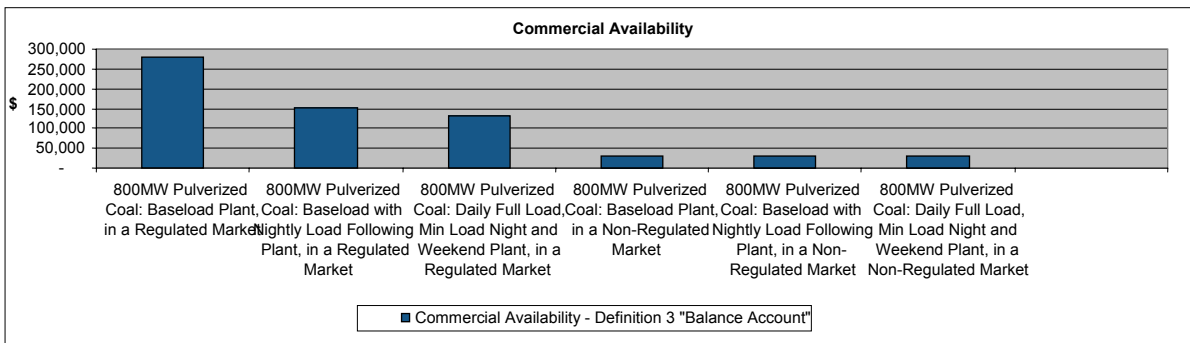 Commercial Availability
300,000
250,000
200,000
150,000
100,000
50,000
-
$
800MW Pulverized
Coal: Baseload Plant,
in a Regulated Market
800MW Pulverized
Coal: Baseload with
Nightly Load Following
Plant, in a Regulated
Market
800MW Pulverized
Coal: Daily Full Load,
Min Load Night and
Weekend Plant, in a
Regulated Market
800MW Pulverized
Coal: Baseload Plant,
in a Non-Regulated
Market
800MW Pulverized
Coal: Baseload with
Nightly Load Following
Plant, in a Non-
Regulated Market
800MW Pulverized
Coal: Daily Full Load,
Min Load Night and
Weekend Plant, in a
Non-Regulated Market
Commercial Availability - Definition 3 "Balance Account"